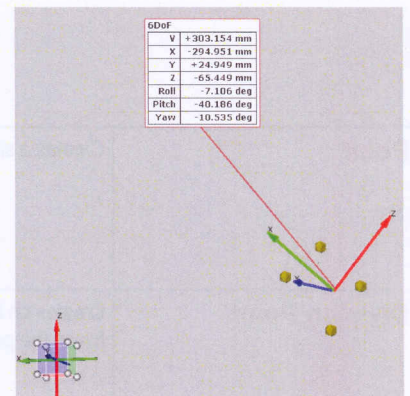 6DoF
V +303.154 mm
X -294.951 mm
Y +24.949 mm
Z -65.449 mm
Roll -7.106 deg
Pitch -40.186 deg
Yaw -10.535 deg
Z
X
Z
X